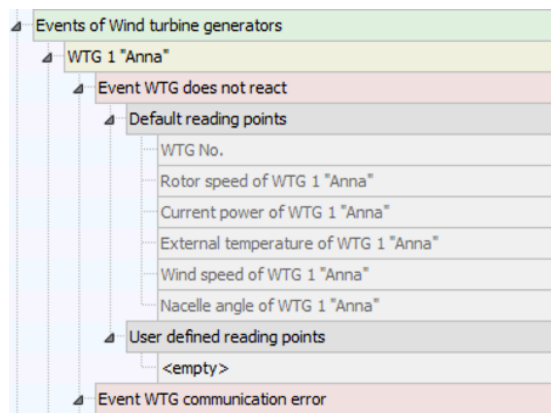 Events of Wind turbine generators
WTG 1 "Anna"
Event WTG does not react
Default reading points
WTG No.
Rotor speed of WTG 1 "Anna"
Current power of WTG 1 "Anna"
External temperature of WTG 1 "Anna"
Wind speed of WTG 1 "Anna"
Nacelle angle of WTG 1 "Anna"
User defined reading points
<empty>
Event WTG communication error